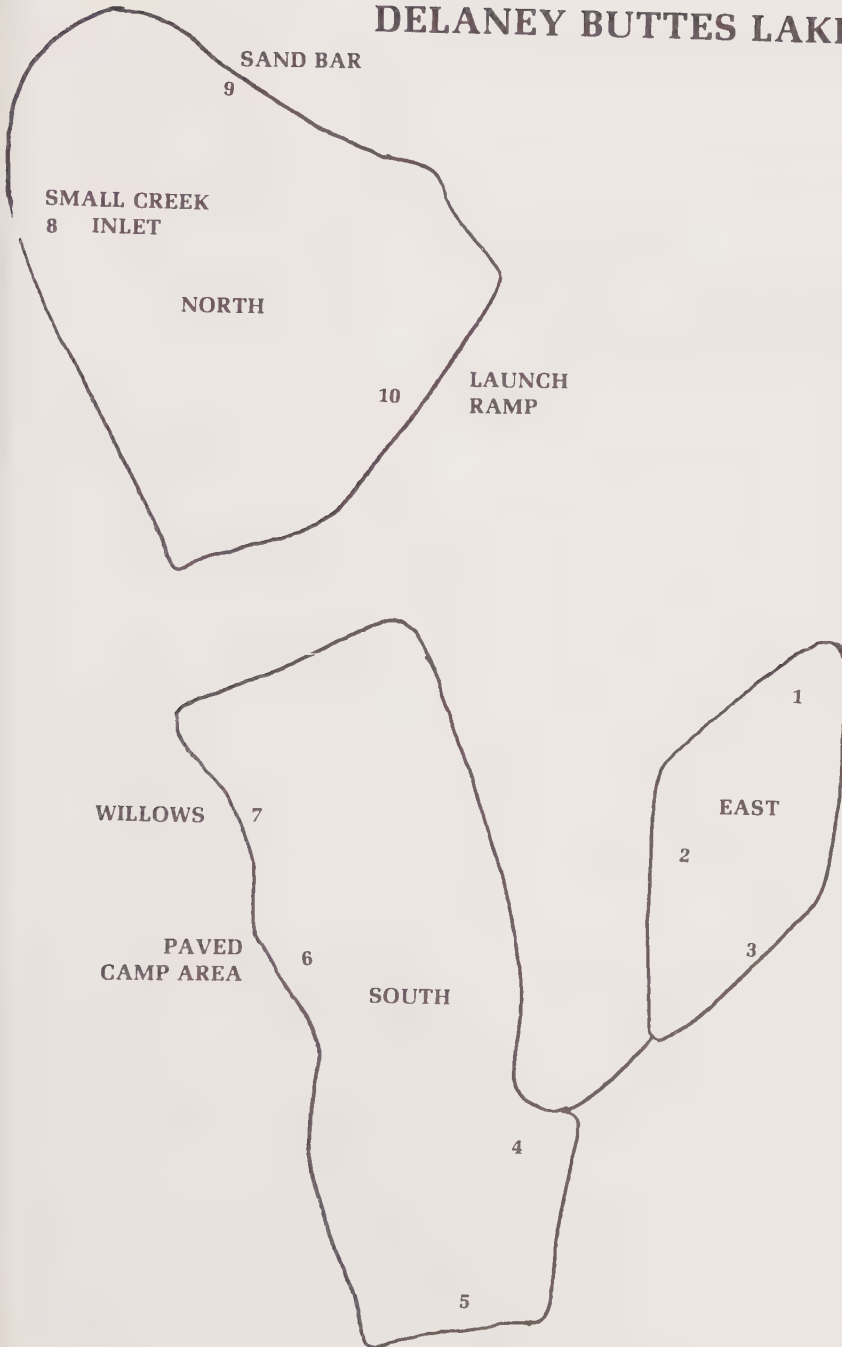 DELANEY BUTTES LAKE
SAND BAR
9
SMALL CREEK
8 INLET
NORTH
10
LAUNCH
RAMP
1
WILLOWS 7
EAST
2
PAVED
CAMP AREA
6
3
SOUTH
4
5